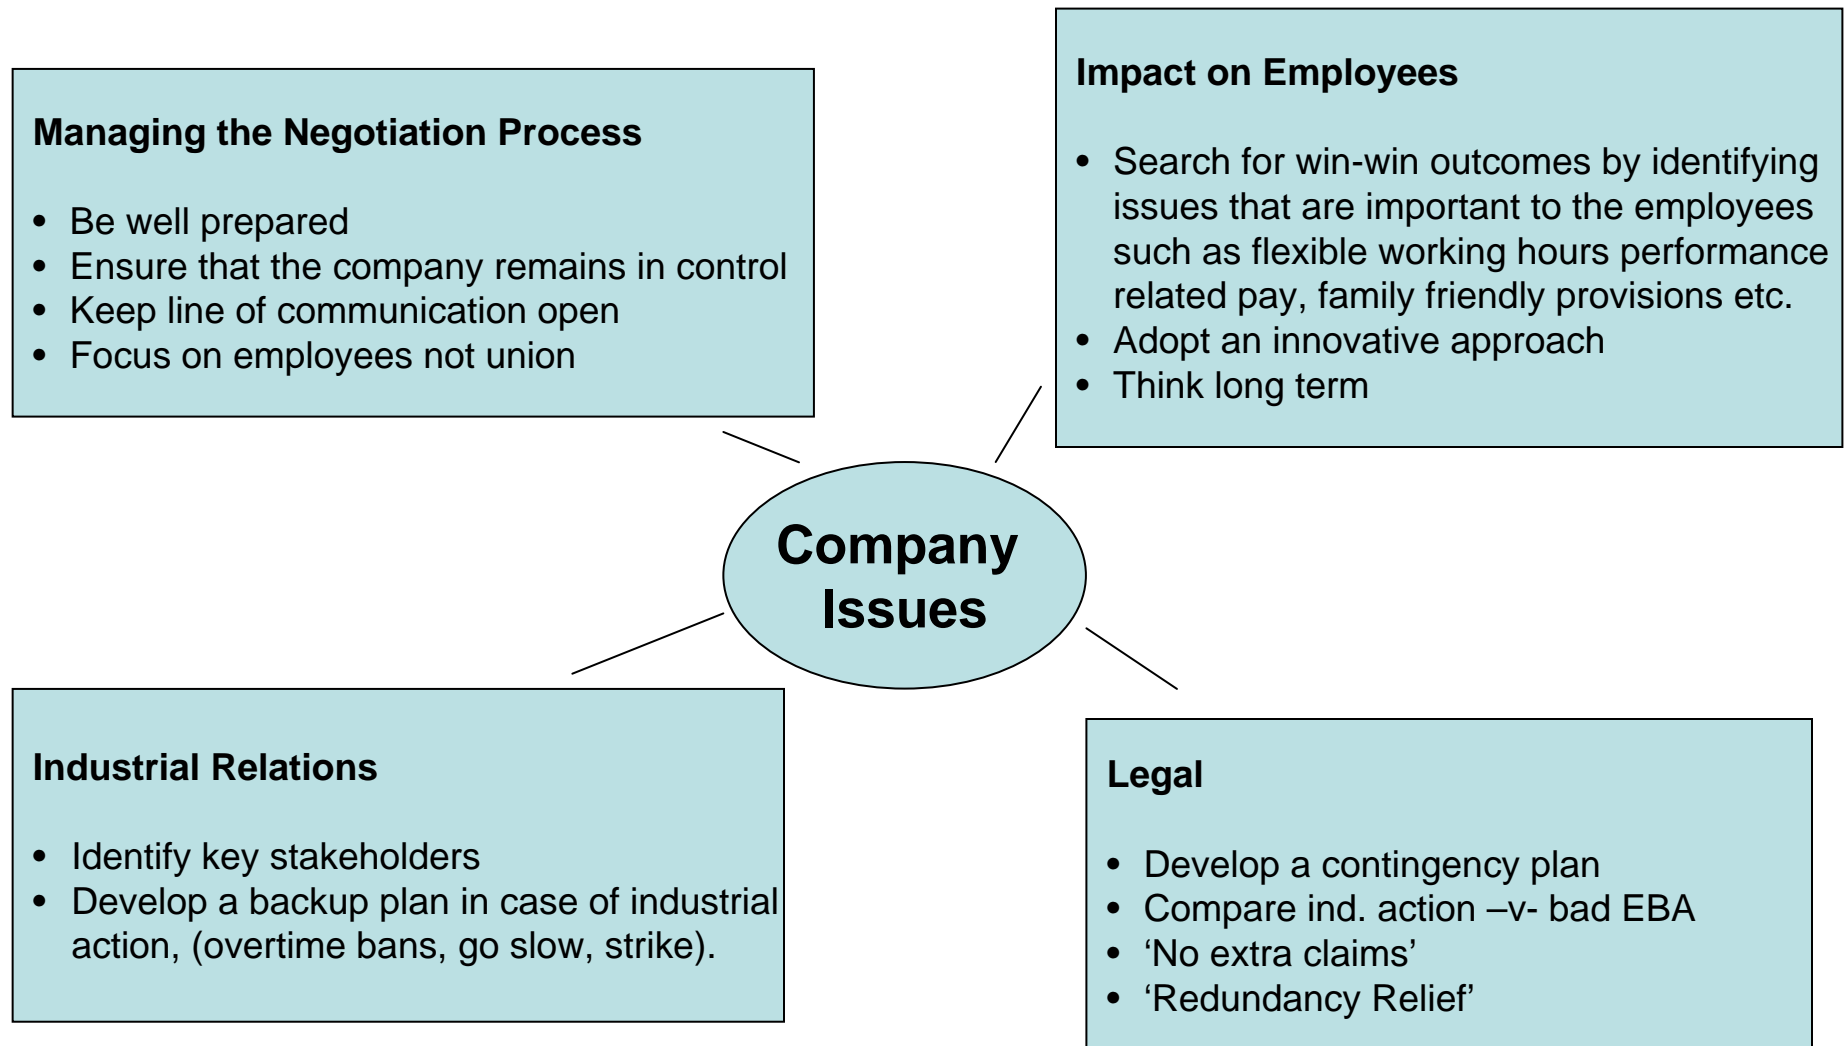 Managing the Negotiation Process
• Be well prepared
• Ensure that the company remains in control
• Keep line of communication open
• Focus on employees not union
Impact on Employees
• Search for win-win outcomes by identifying
issues that are important to the employees
such as flexible working hours performance
related pay, family friendly provisions etc.
• Adopt an innovative approach
• Think long term
Company
Issues
Industrial Relations
• Identify key stakeholders
• Develop a backup plan in case of industrial
action, (overtime bans, go slow, strike).
Legal
• Develop a contingency plan
• Compare ind. action –v- bad EBA
• ‘No extra claims’
• ‘Redundancy Relief’